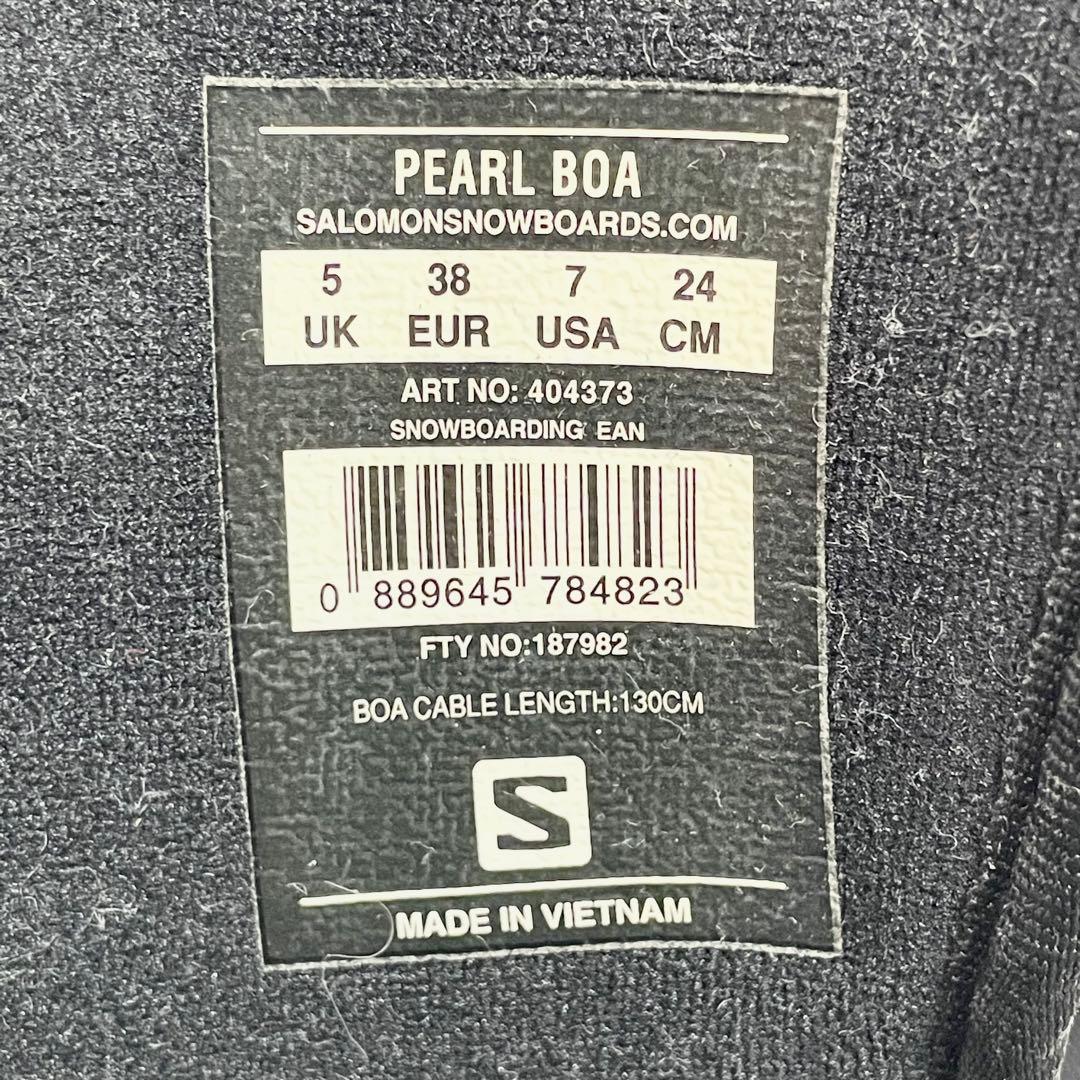 PEARL BOA
SALOMONSNOWBOARDS.COM
5 38 7 24
UK EUR USA CM
ART NO: 404373
SNOWBOARDING EAN
0 889645 784823
FTY NO:187982
BOA CABLE LENGTH:130CM
S
MADE IN VIETNAM